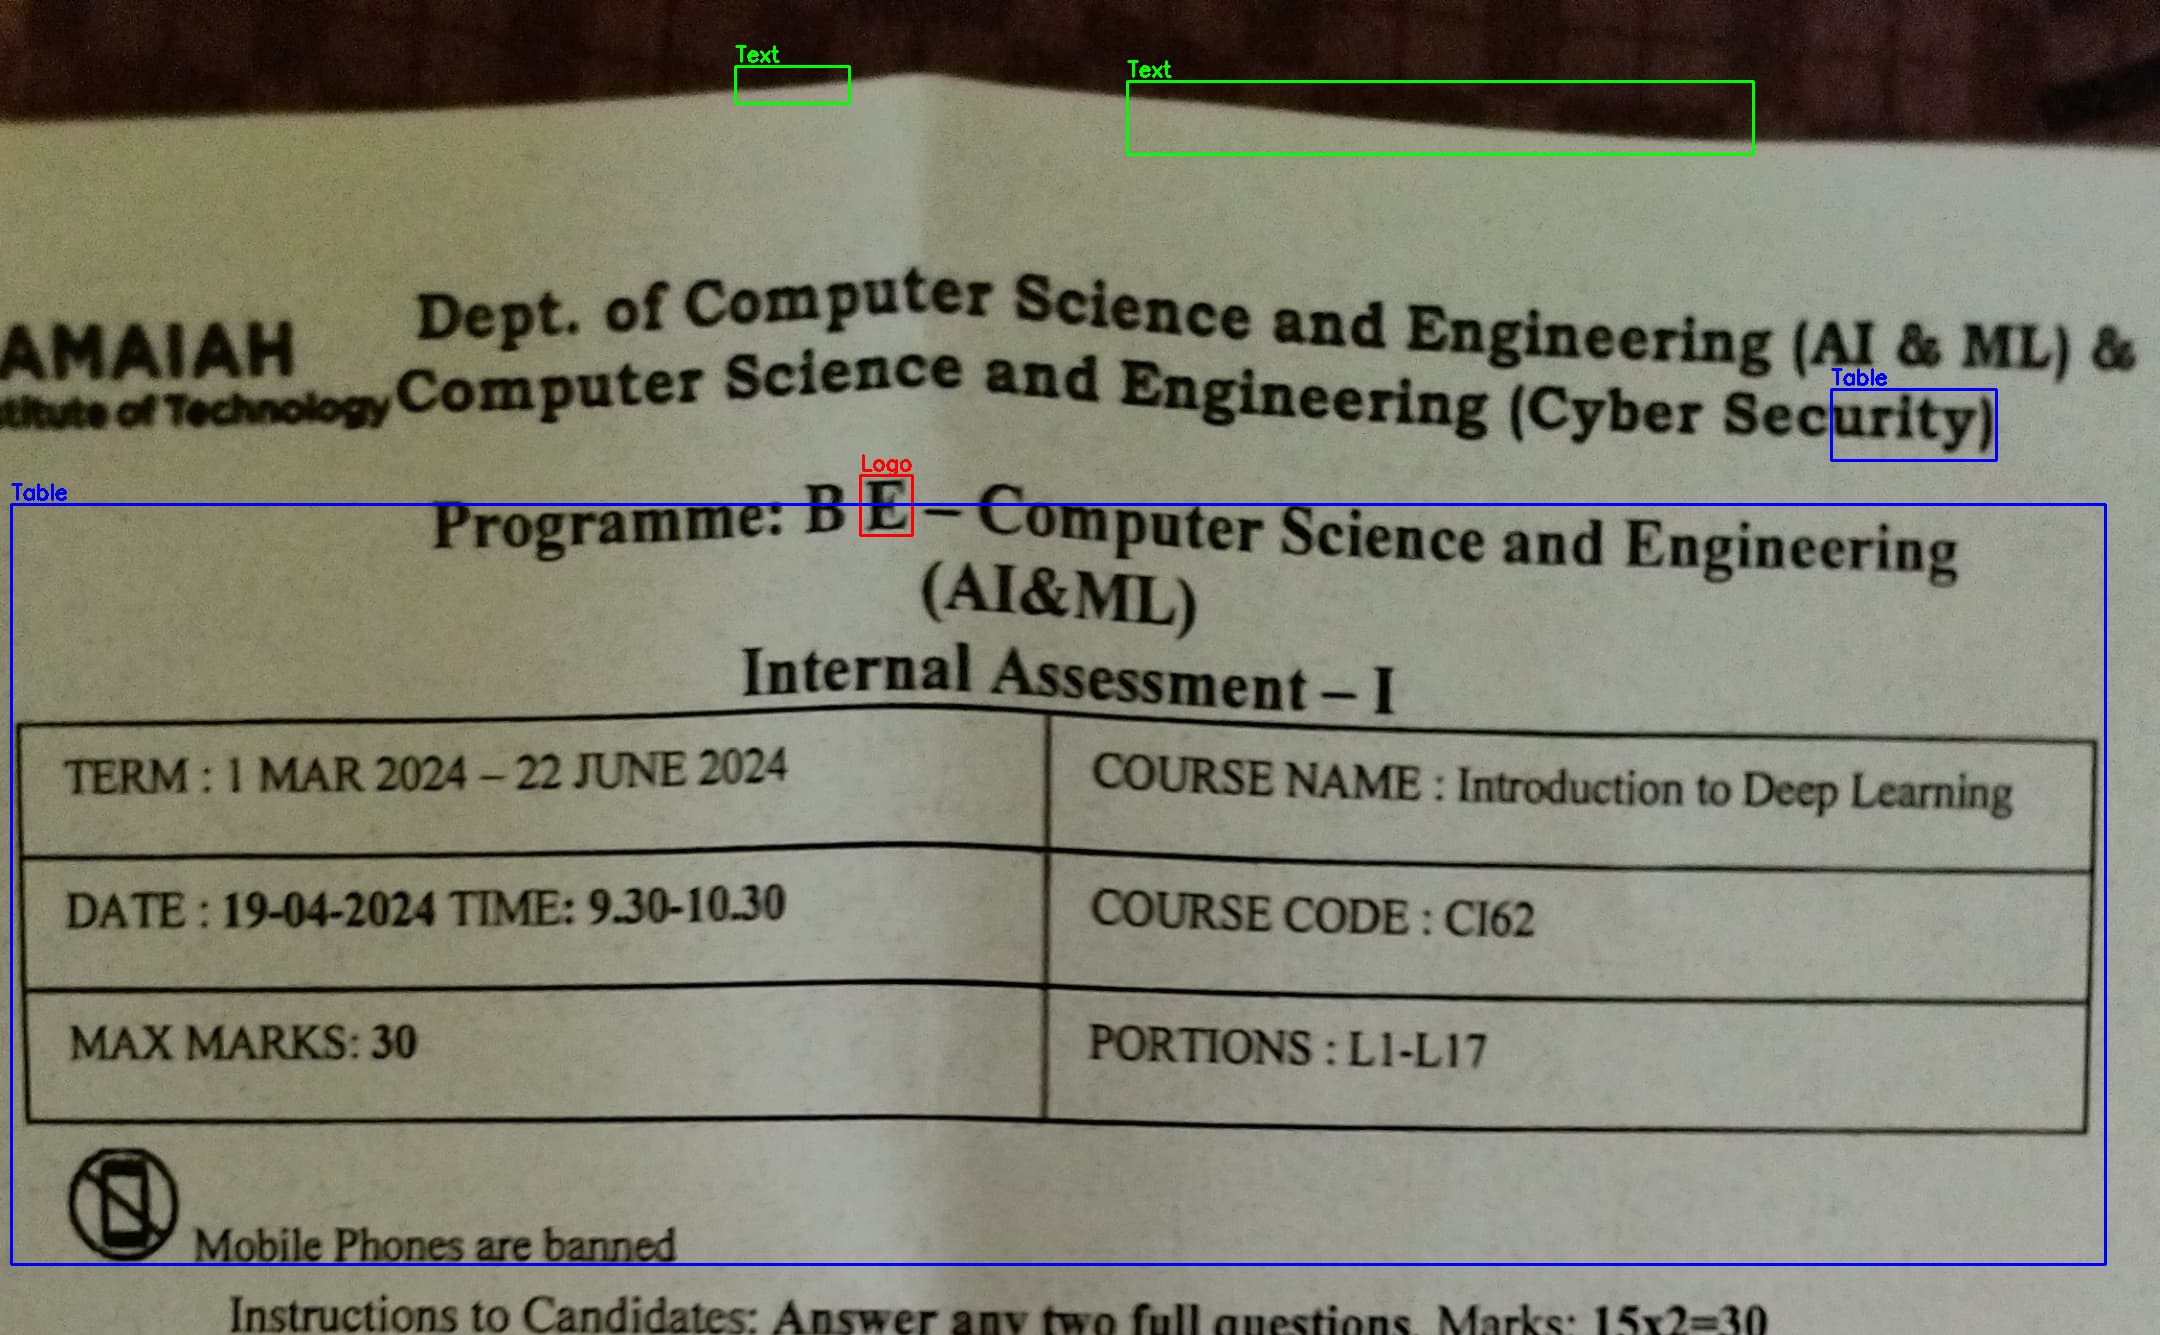 Text
Text
Dept. of Computer Science and Engineering (AI & ML) &
AMAIAH
Computer Science and Engineering (Cyber Security)
stitute of Technology
Table
Logo
Table
Programme: B E – Computer Science and Engineering
(AI&ML)
Internal Assessment – I
TERM : 1 MAR 2024 – 22 JUNE 2024
COURSE NAME : Introduction to Deep Learning
DATE : 19-04-2024 TIME: 9.30-10.30
COURSE CODE : CI62
MAX MARKS: 30
PORTIONS : L1-L17
Mobile Phones are banned
Instructions to Candidates: Answer any two full questions. Marks: 15x2=30